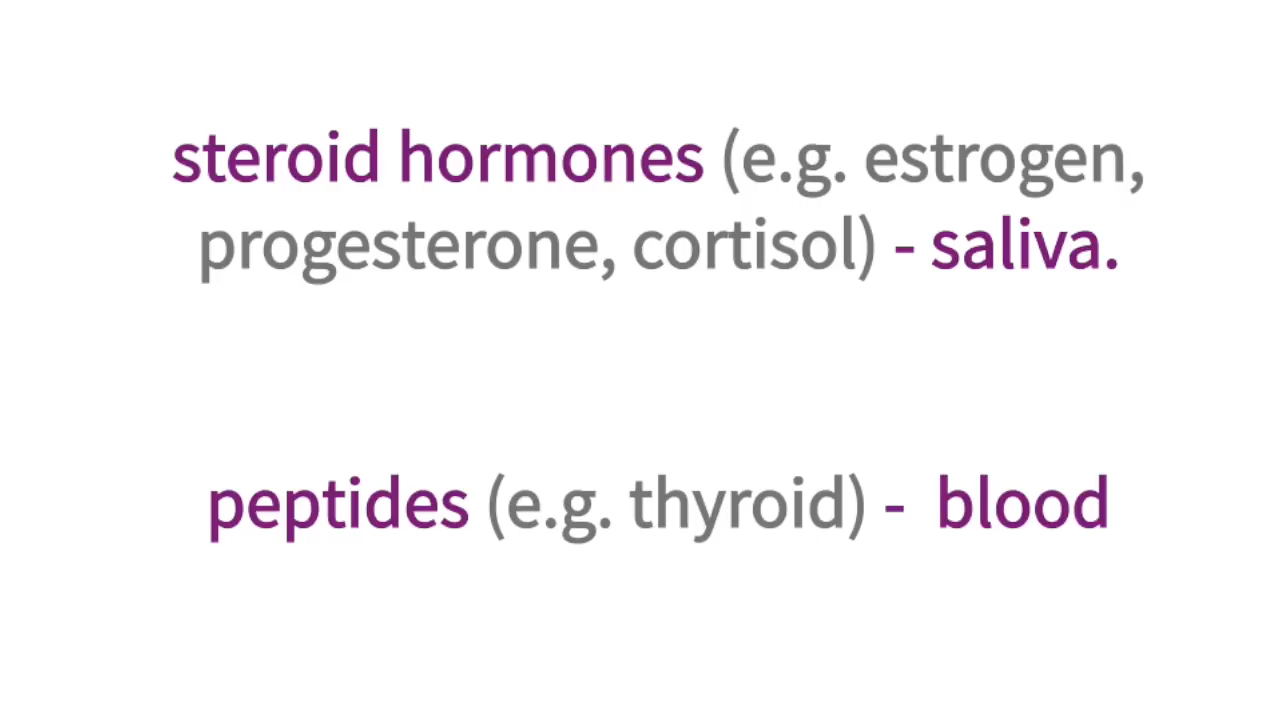 steroid hormones (e.g. estrogen,
progesterone, cortisol) - saliva.
peptides (e.g. thyroid) - blood